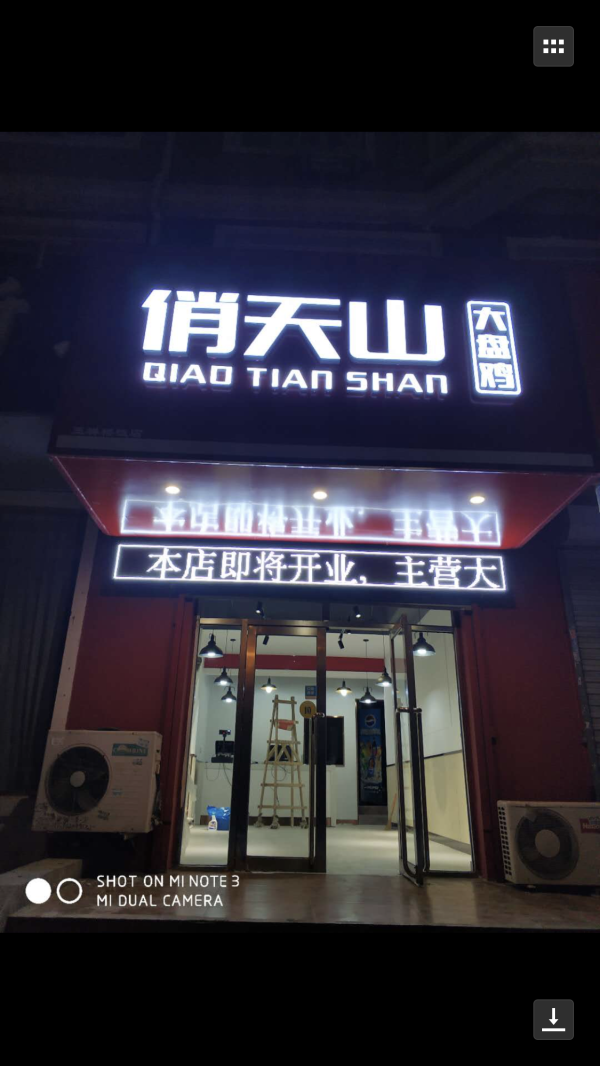 俏天山
QIAO TIAN SHAN
大盘鸡
本店即将开业，主营大
SHOT ON MI NOTE 3
MI DUAL CAMERA